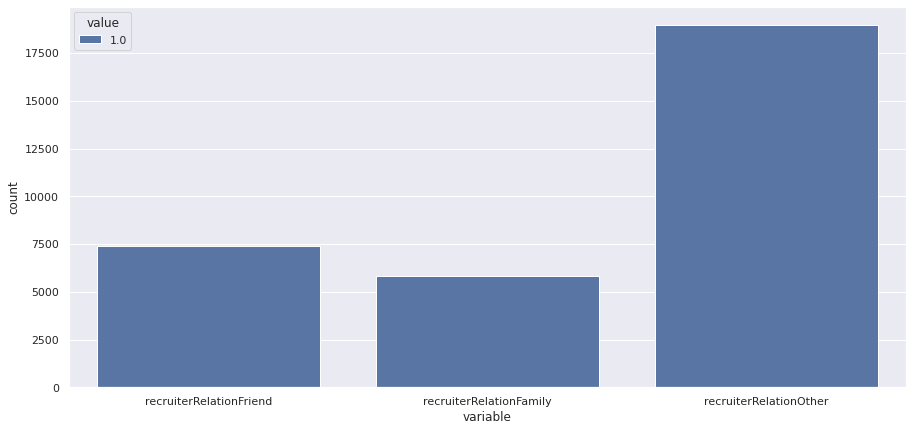 value
1.0
17500
15000
12500
10000
7500
5000
2500
0
count
recruiterRelationFriend
recruiterRelationFamily
recruiterRelationOther
variable